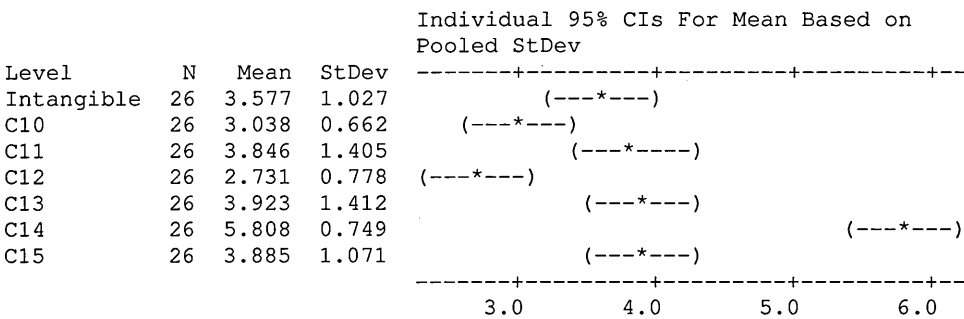 Individual 95% CIs For Mean Based on
Pooled StDev
Level N Mean StDev -------+---------+---------+---------+--
Intangible 26 3.577 1.027 (---*---)
C10 26 3.038 0.662 (---*---)
C11 26 3.846 1.405 (---*----)
C12 26 2.731 0.778 (---*---)
C13 26 3.923 1.412 (---*---)
C14 26 5.808 0.749 (---*---)
C15 26 3.885 1.071 (---*---)
-------+---------+---------+---------+--
3.0 4.0 5.0 6.0